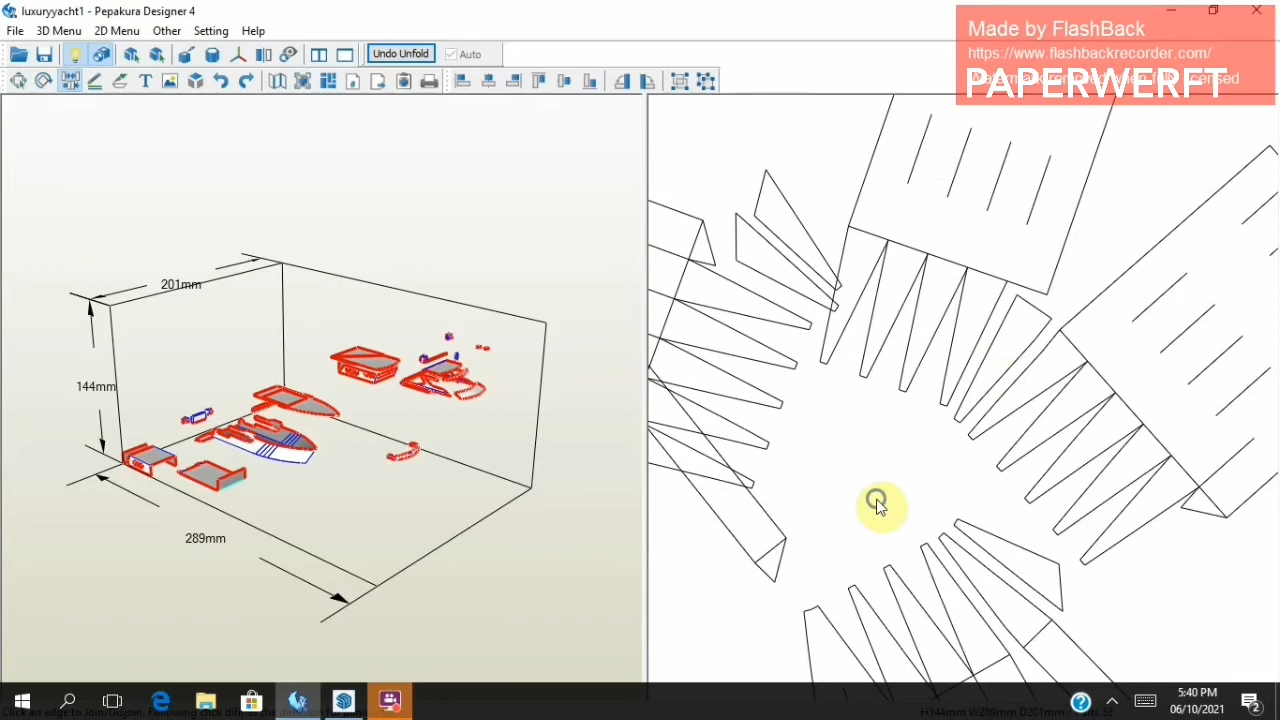 luxuryyacht1 - Pepakura Designer 4
Made by FlashBack
File 3D Menu 2D Menu Other Setting Help
https://www.flashbackrecorder.com/
Undo Unfold Auto
PAPERWERFT
201mm
144mm
289mm
5:40 PM
06/10/2021
2